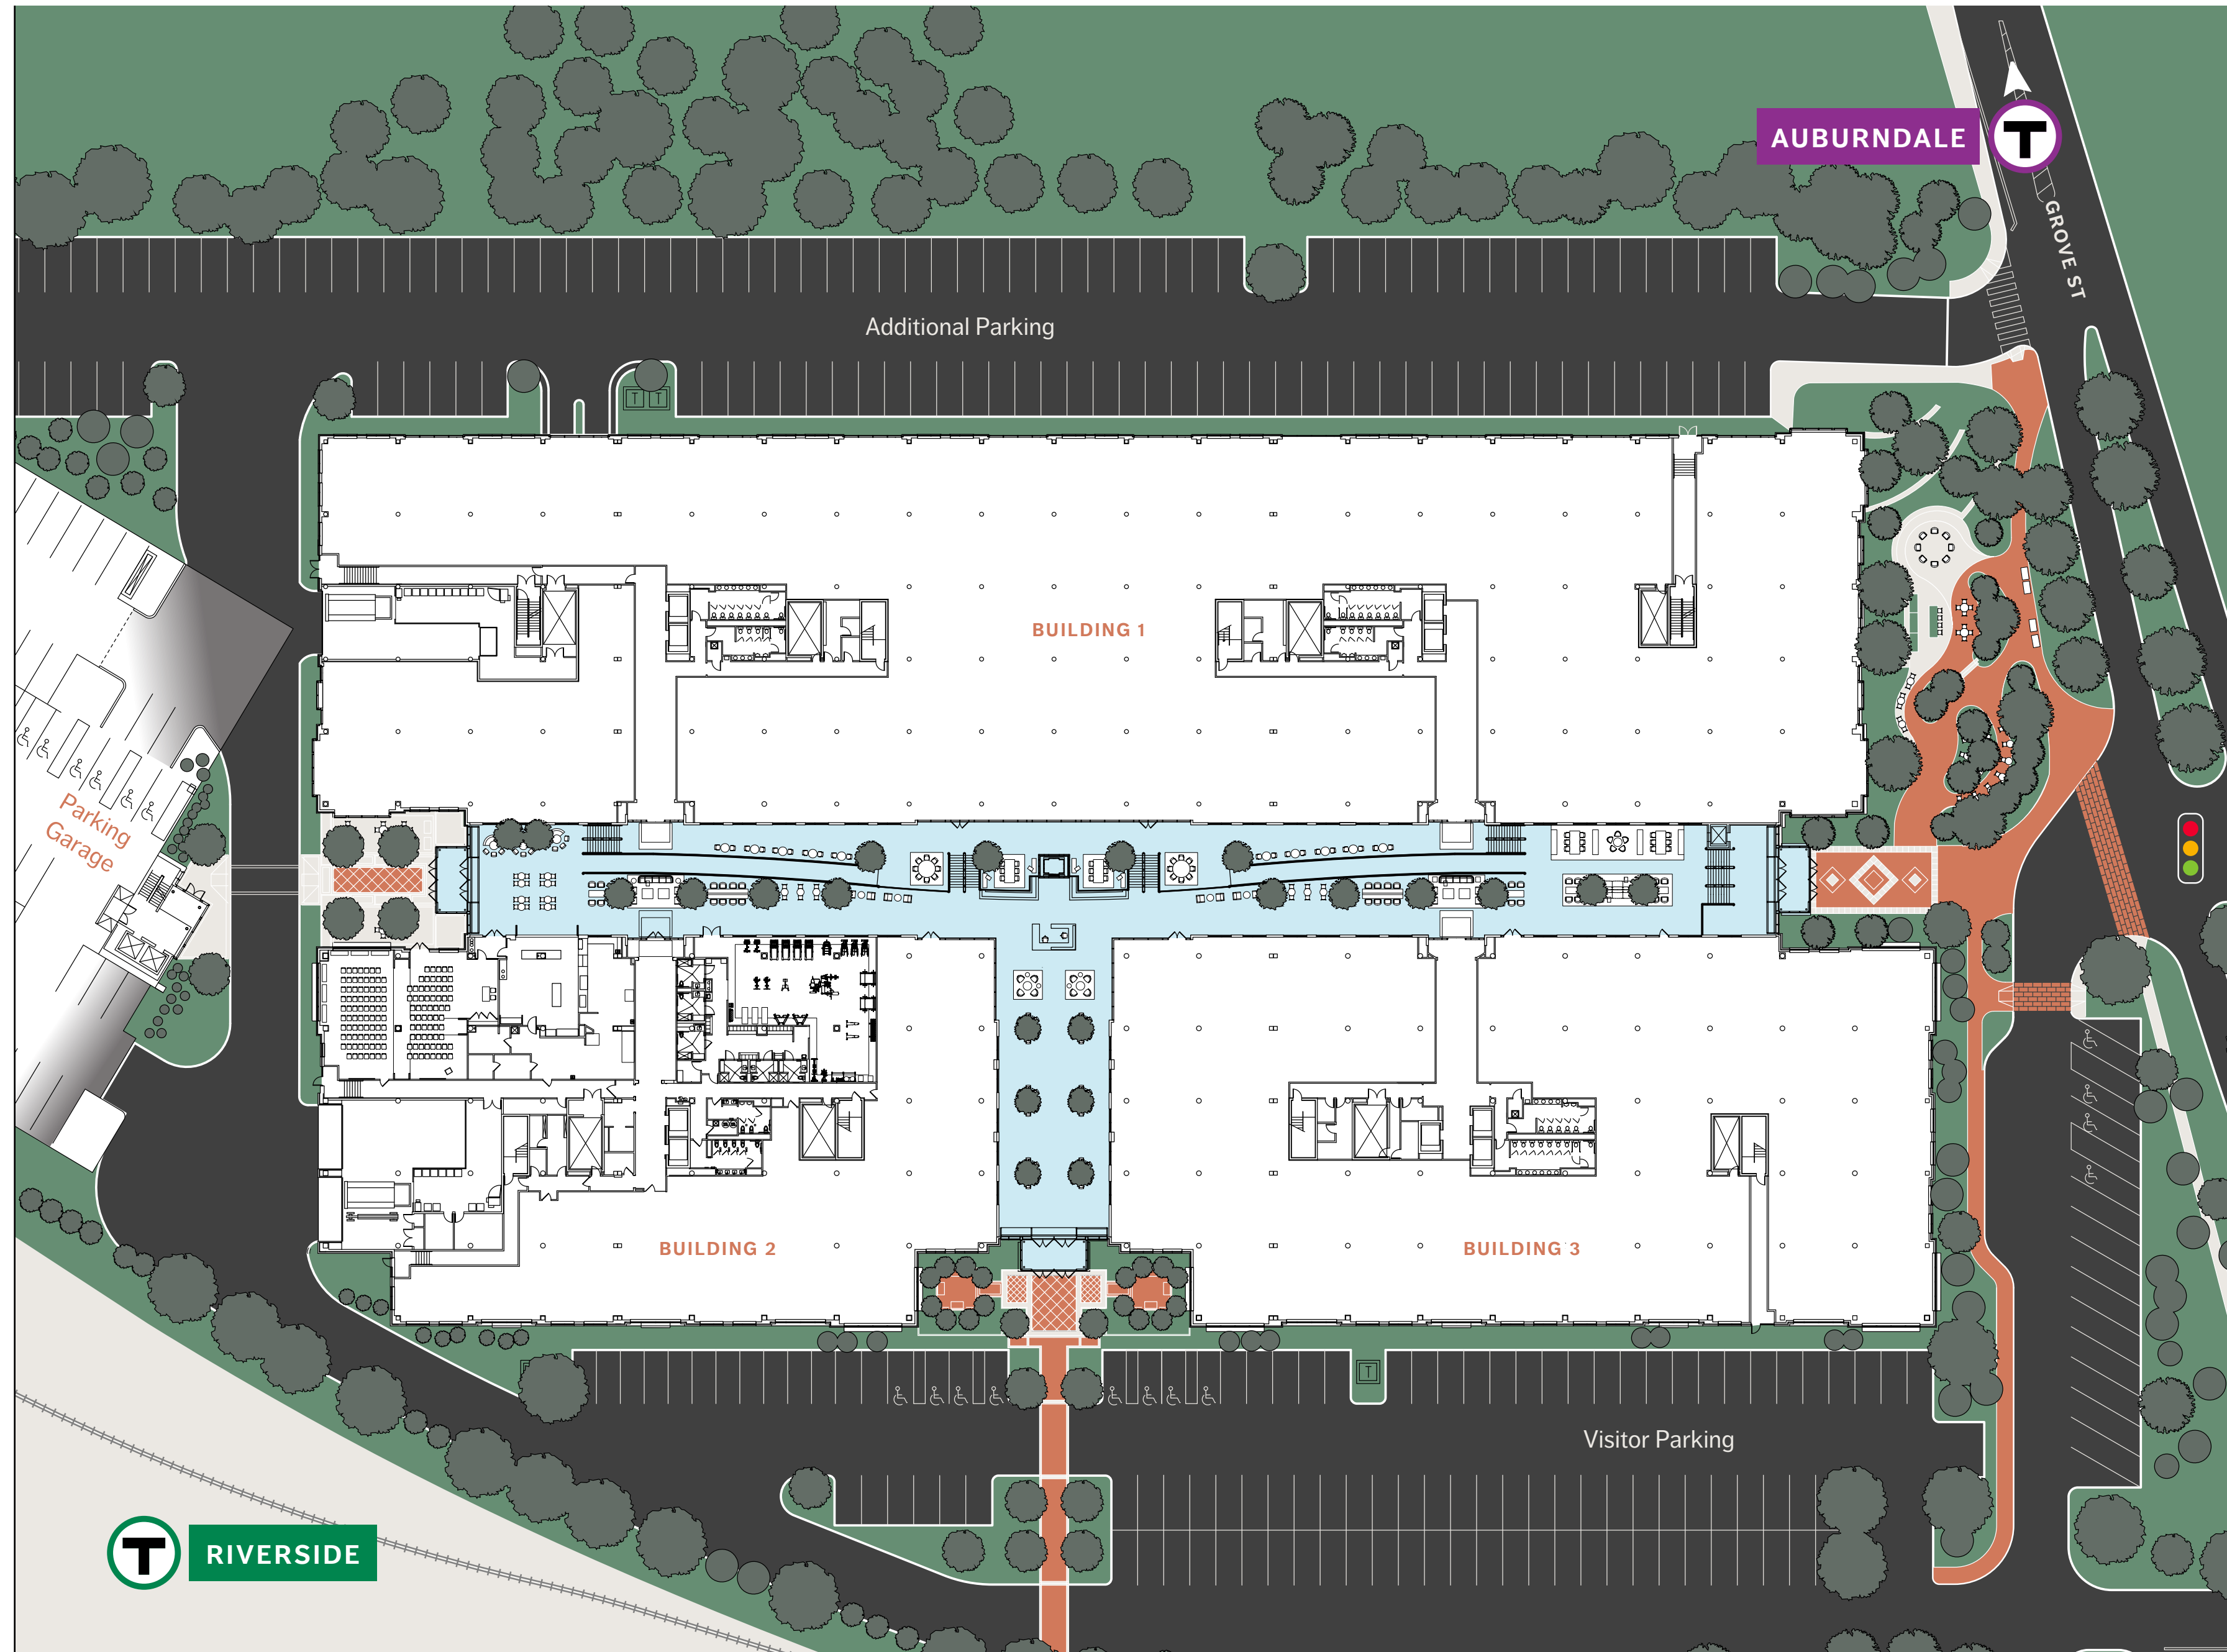 AUBURNDALE
T
GROVE ST
Additional Parking
T T
BUILDING 1
Parking
Garage
BUILDING 2
BUILDING 3
T
Visitor Parking
T
RIVERSIDE